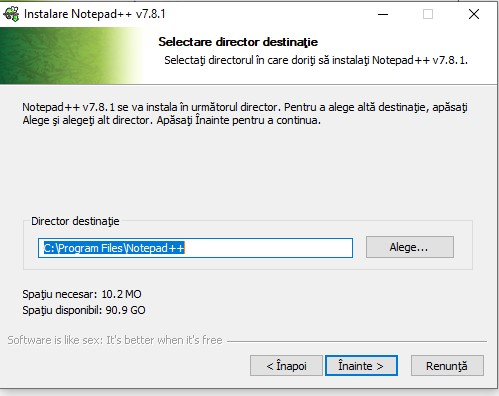 Instalare Notepad++ v7.8.1
Selectare director destinaţie
Selectaţi directorul în care doriţi să instalaţi Notepad++ v7.8.1.
Notepad++ v7.8.1 se va instala în următorul director. Pentru a alege altă destinaţie, apăsaţi
Alege şi alegeţi alt director. Apăsaţi Înainte pentru a continua.
Director destinaţie
C:\Program Files\Notepad++
Alege...
Spaţiu necesar: 10.2 MO
Spaţiu disponibil: 90.9 GO
Software is like sex: It's better when it's free
< Înapoi
Înainte >
Renunţă